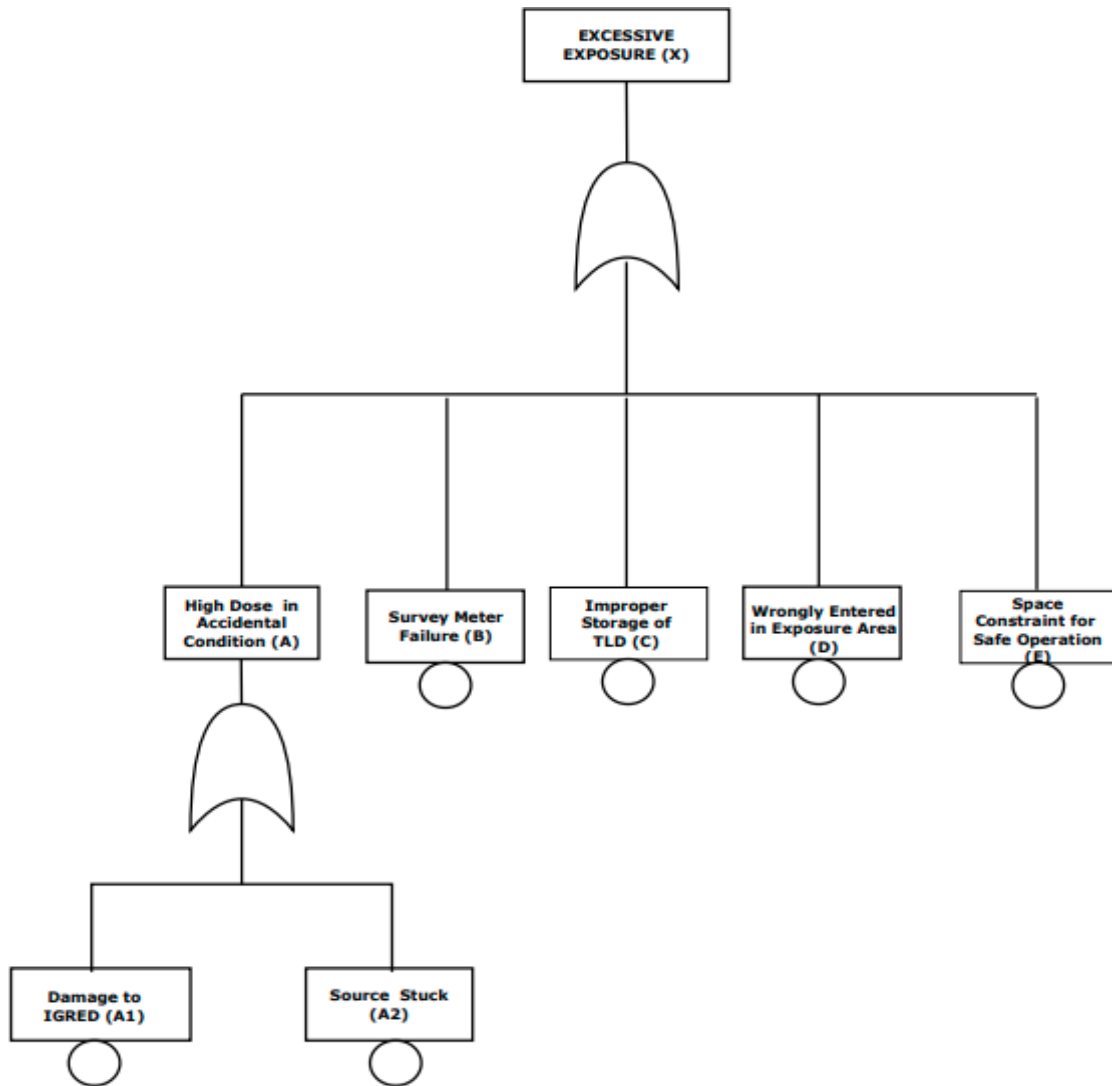 EXCESSIVE
EXPOSURE (X)
High Dose in
Accidental
Condition (A)
Survey Meter
Failure (B)
Improper
Storage of
TLD (C)
Wrongly Entered
in Exposure Area
(D)
Space
Constraint for
Safe Operation
(E)
Damage to
IGRED (A1)
Source Stuck
(A2)